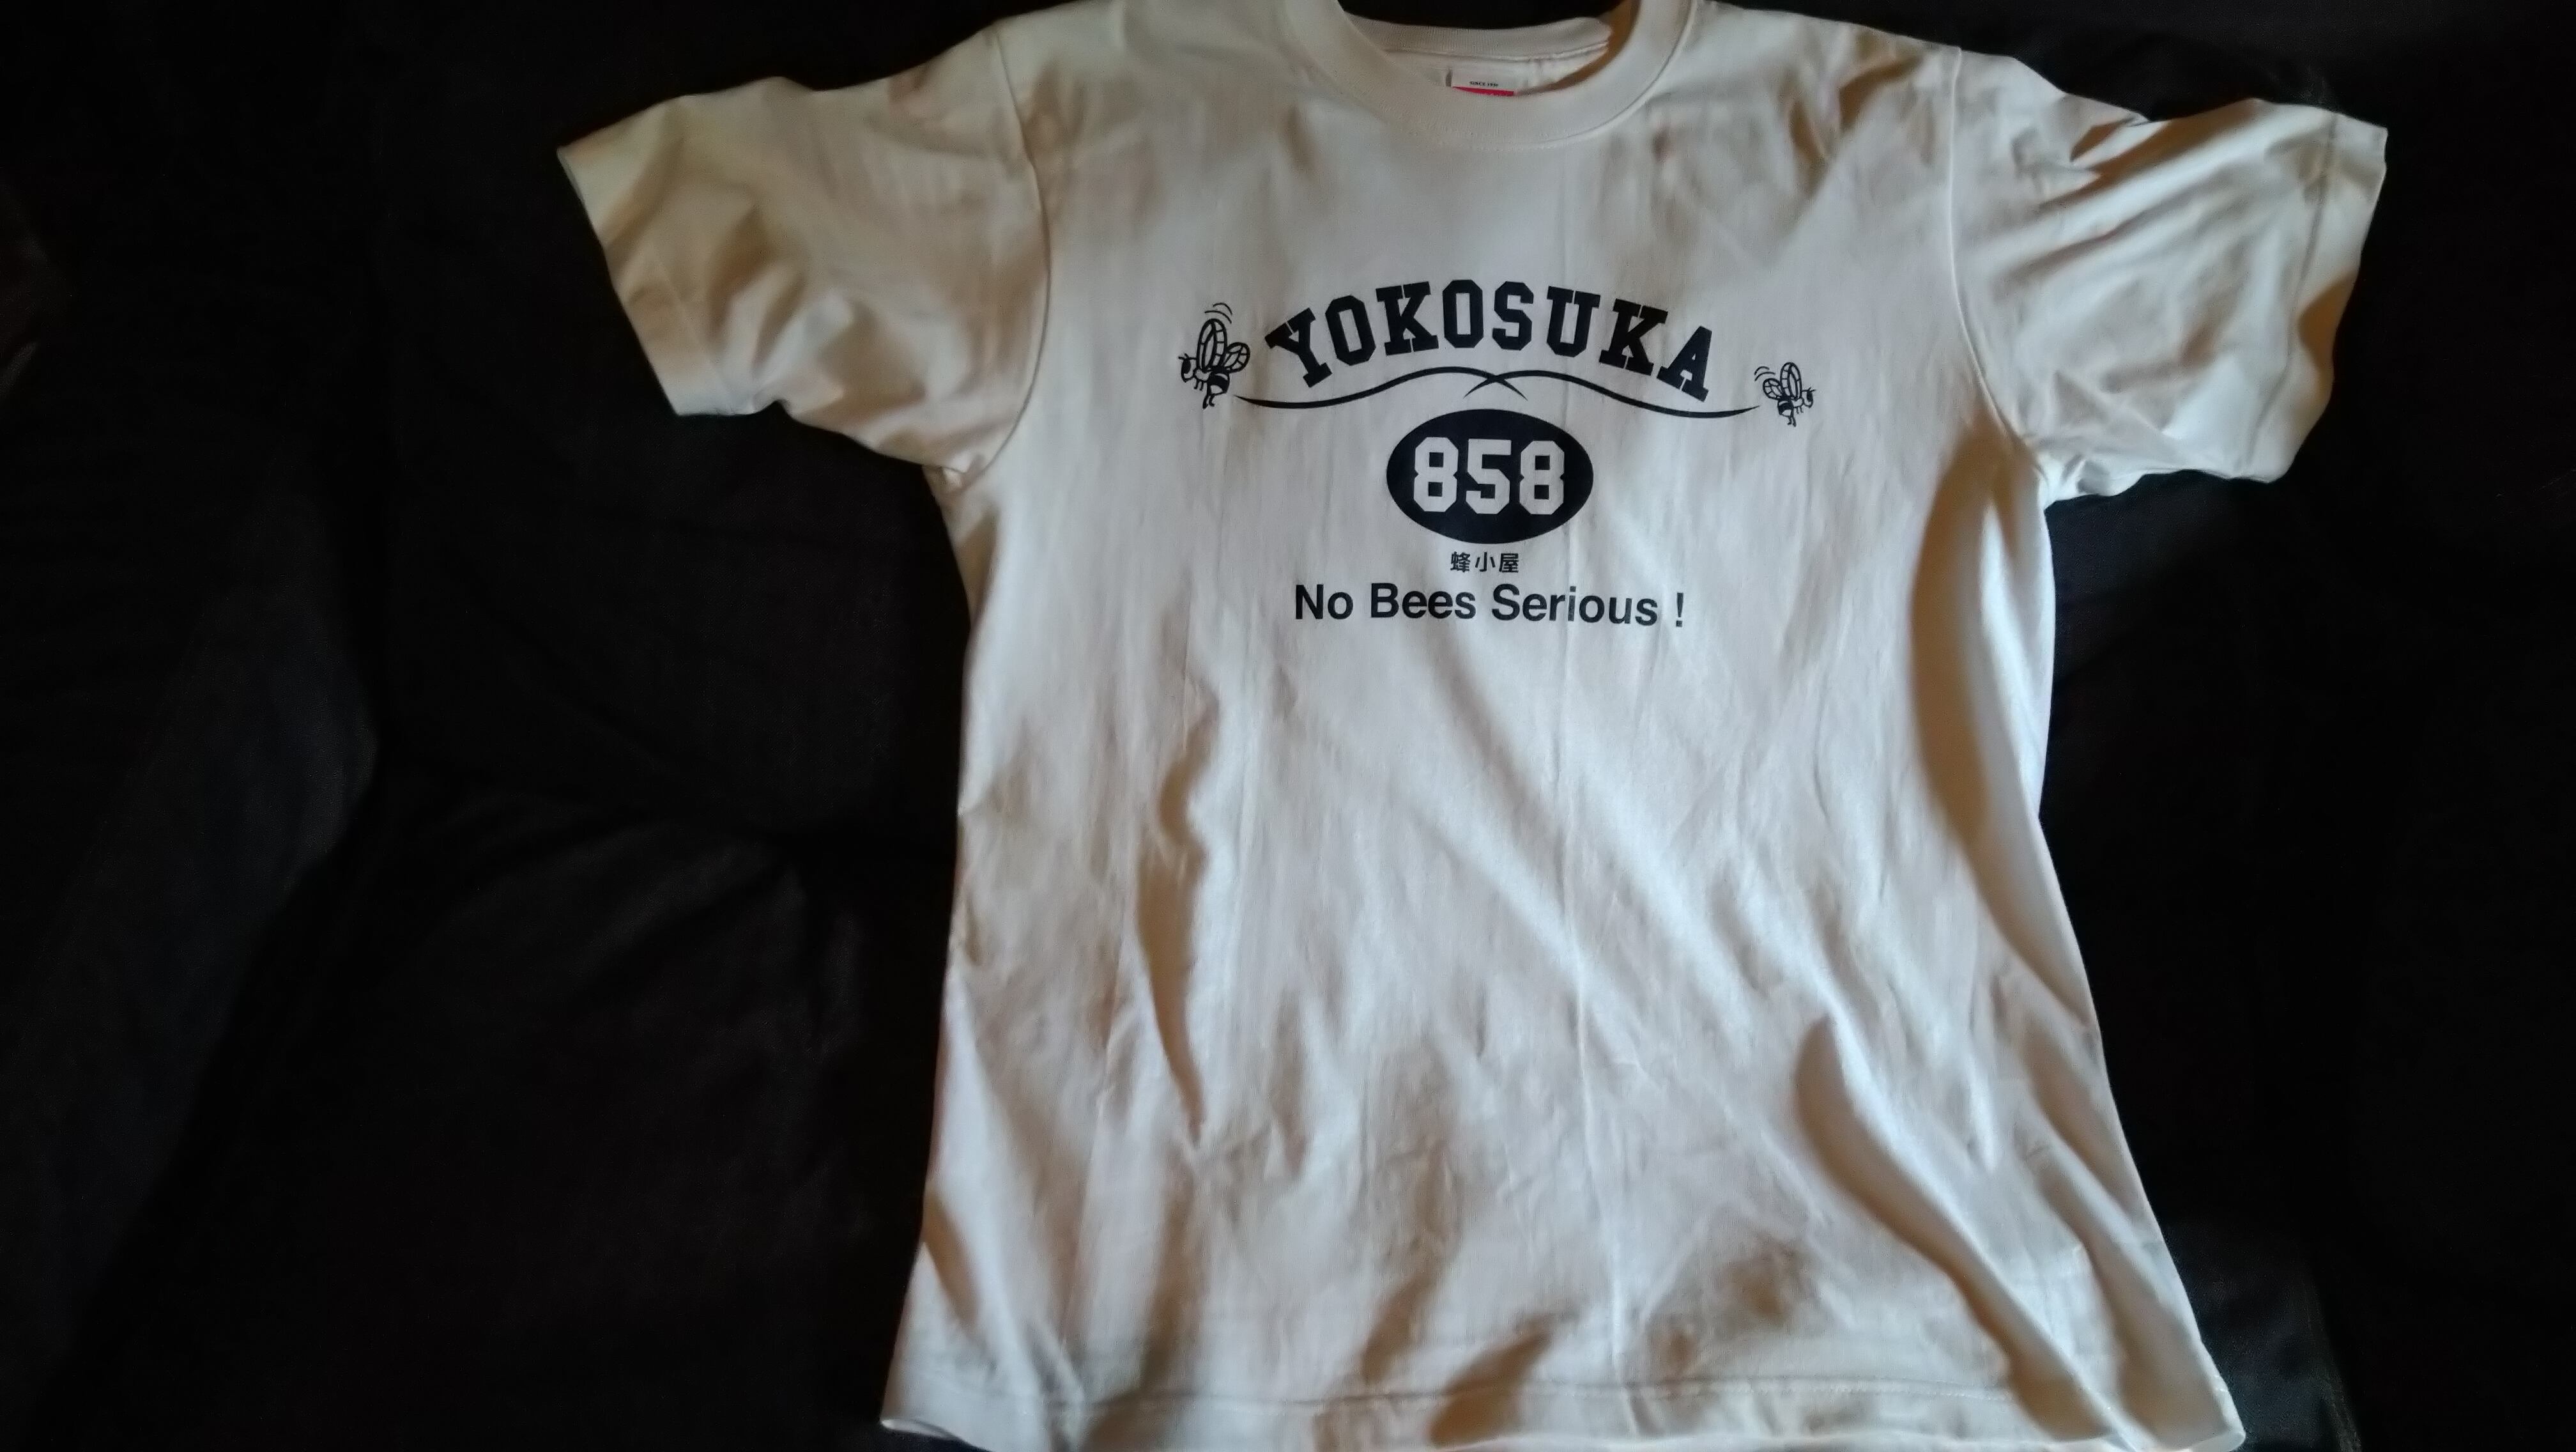 YOKOSUKA
858
蜂小屋
No Bees Serious !